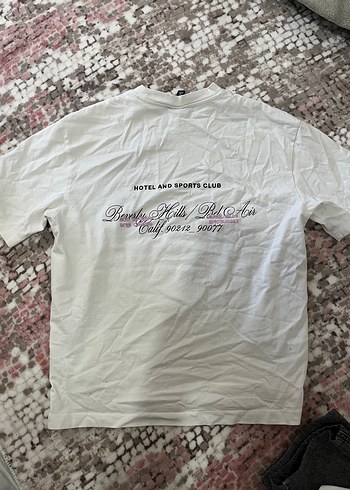 HOTEL AND SPORTS CLUB
Beverly Hills / Bel Air
Calif. 90212_90077